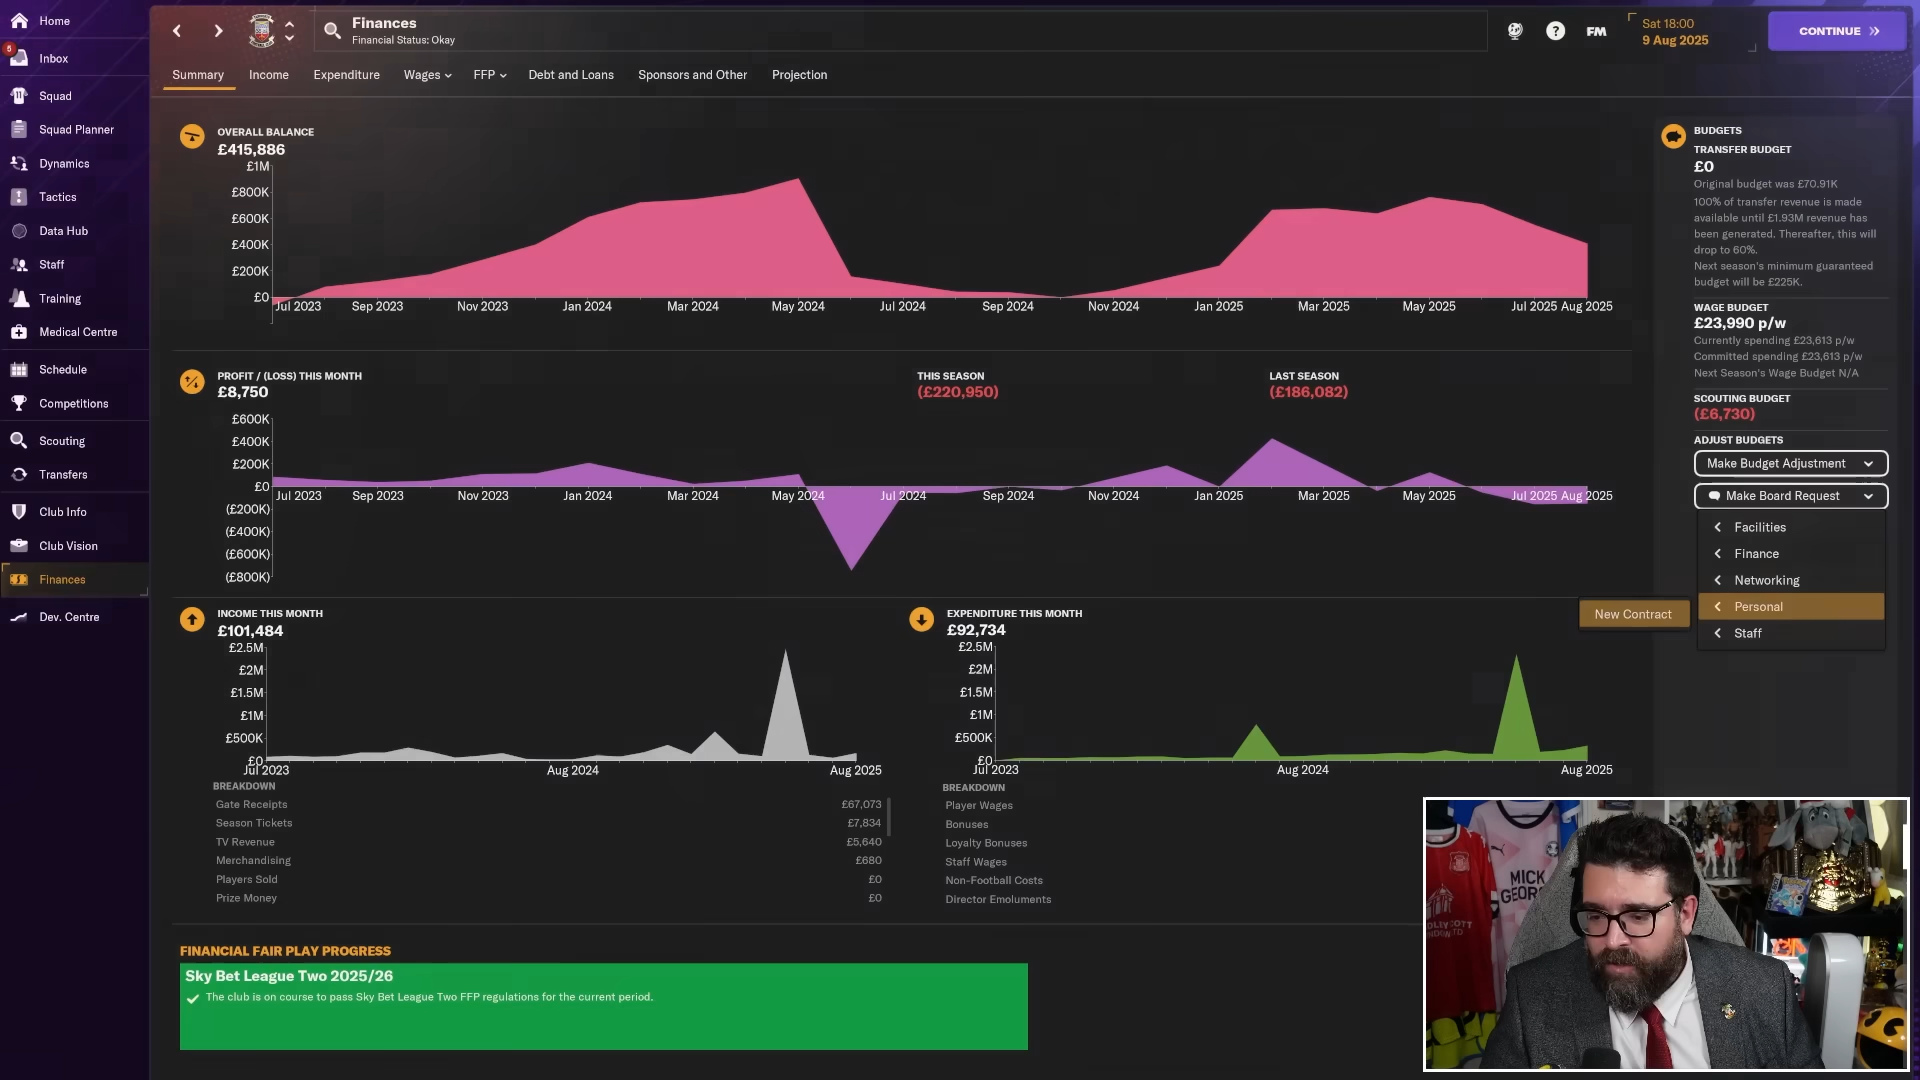 Home
6
Inbox
Squad
Squad Planner
Dynamics
Tactics
Data Hub
Staff
Training
Medical Centre
Schedule
Competitions
Scouting
Transfers
Club Info
Club Vision
Finances
Dev. Centre
Finances
Financial Status: Okay
FM
Sat 18:00
9 Aug 2025
CONTINUE
Summary
Income
Expenditure
Wages
FFP
Debt and Loans
Sponsors and Other
Projection
OVERALL BALANCE
£415,886
£1M
£800K
£600K
£400K
£200K
£0
Jul 2023 Sep 2023 Nov 2023 Jan 2024 Mar 2024 May 2024 Jul 2024 Sep 2024 Nov 2024 Jan 2025 Mar 2025 May 2025 Jul 2025 Aug 2025
PROFIT / (LOSS) THIS MONTH
£8,750
THIS SEASON
(£220,950)
LAST SEASON
(£186,082)
£600K
£400K
£200K
£0
(£200K)
(£400K)
(£600K)
(£800K)
Jul 2023 Sep 2023 Nov 2023 Jan 2024 Mar 2024 May 2024 Jul 2024 Sep 2024 Nov 2024 Jan 2025 Mar 2025 May 2025 Jul 2025 Aug 2025
INCOME THIS MONTH
£101,484
£2.5M
£2M
£1.5M
£1M
£500K
£0
Jul 2023 Aug 2024 Aug 2025
BREAKDOWN
Gate Receipts £67,073
Season Tickets £7,834
TV Revenue £5,640
Merchandising £680
Players Sold £0
Prize Money £0
EXPENDITURE THIS MONTH
£92,734
£2.5M
£2M
£1.5M
£1M
£500K
£0
Jul 2023 Aug 2024 Aug 2025
BREAKDOWN
Player Wages
Bonuses
Loyalty Bonuses
Staff Wages
Non-Football Costs
Director Emoluments
FINANCIAL FAIR PLAY PROGRESS
Sky Bet League Two 2025/26
The club is on course to pass Sky Bet League Two FFP regulations for the current period.
BUDGETS
TRANSFER BUDGET
£0
Original budget was £70.91K
100% of transfer revenue is made
available until £1.93M revenue has
been generated. Thereafter, this will
drop to 60%.
Next season's minimum guaranteed
budget will be £225K.
WAGE BUDGET
£23,990 p/w
Currently spending £23,613 p/w
Committed spending £23,613 p/w
Next Season's Wage Budget N/A
SCOUTING BUDGET
(£6,730)
ADJUST BUDGETS
Make Budget Adjustment
Make Board Request
Facilities
Finance
Networking
Personal
Staff
New Contract
MICK